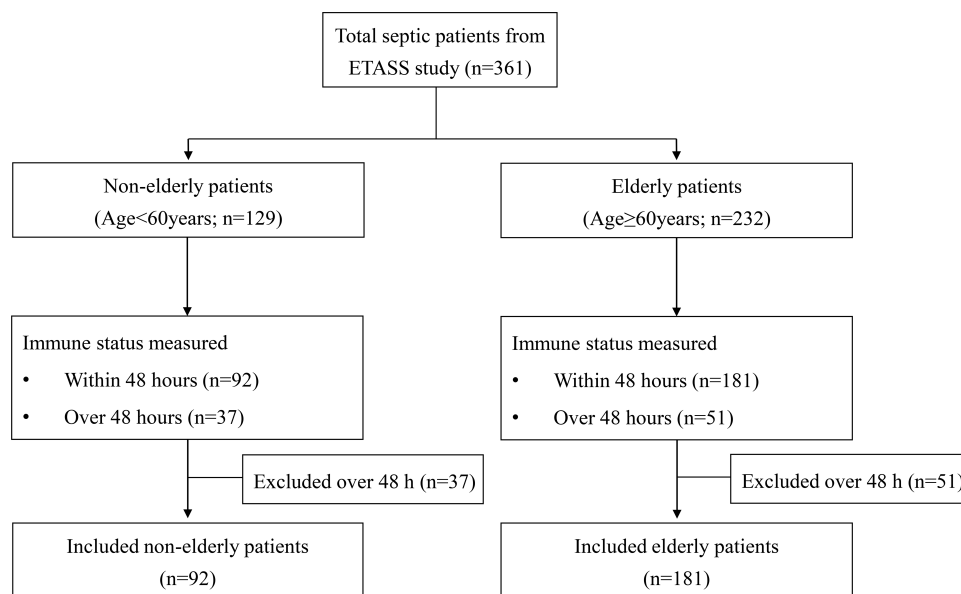 Total septic patients from
ETASS study (n=361)
Non-elderly patients
(Age<60years; n=129)
Elderly patients
(Age≥60years; n=232)
Immune status measured
• Within 48 hours (n=92)
• Over 48 hours (n=37)
Immune status measured
• Within 48 hours (n=181)
• Over 48 hours (n=51)
Excluded over 48 h (n=37)
Excluded over 48 h (n=51)
Included non-elderly patients
(n=92)
Included elderly patients
(n=181)